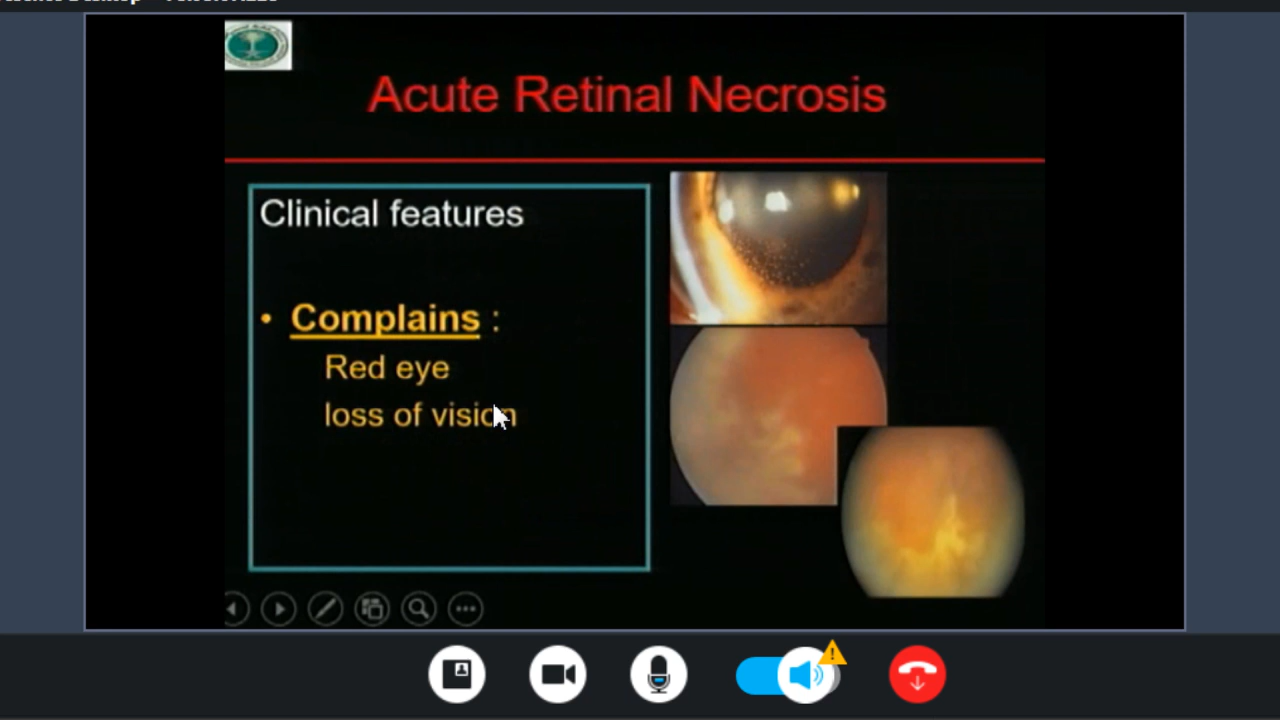 Acute Retinal Necrosis
Clinical features
• Complains :
Red eye
loss of vision